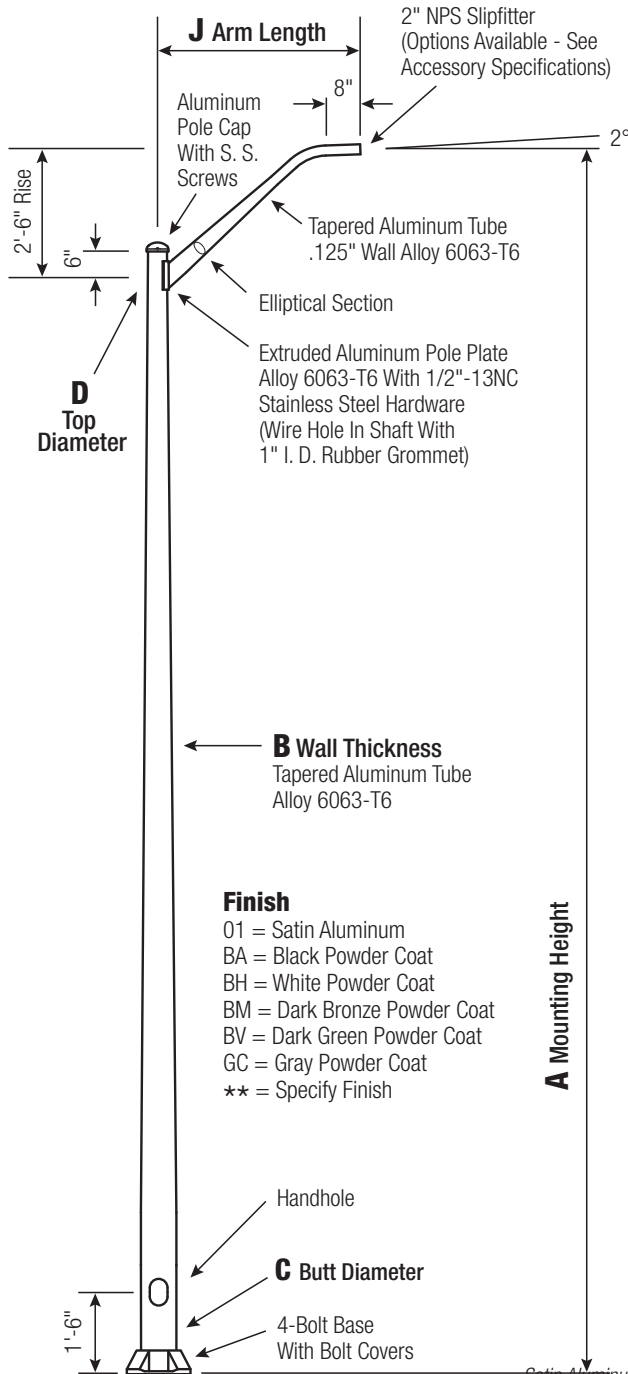 J Arm Length
2" NPS Slipfitter
(Options Available - See
Accessory Specifications)
8"
Aluminum
Pole Cap
With S. S.
Screws
2°
2'-6" Rise
6"
Tapered Aluminum Tube
.125" Wall Alloy 6063-T6
Elliptical Section
Extruded Aluminum Pole Plate
Alloy 6063-T6 With 1/2"-13NC
Stainless Steel Hardware
(Wire Hole In Shaft With
1" I. D. Rubber Grommet)
D
Top
Diameter
B Wall Thickness
Tapered Aluminum Tube
Alloy 6063-T6
Finish
01 = Satin Aluminum
BA = Black Powder Coat
BH = White Powder Coat
BM = Dark Bronze Powder Coat
BV = Dark Green Powder Coat
GC = Gray Powder Coat
** = Specify Finish
A Mounting Height
Handhole
C Butt Diameter
1'-6"
4-Bolt Base
With Bolt Covers